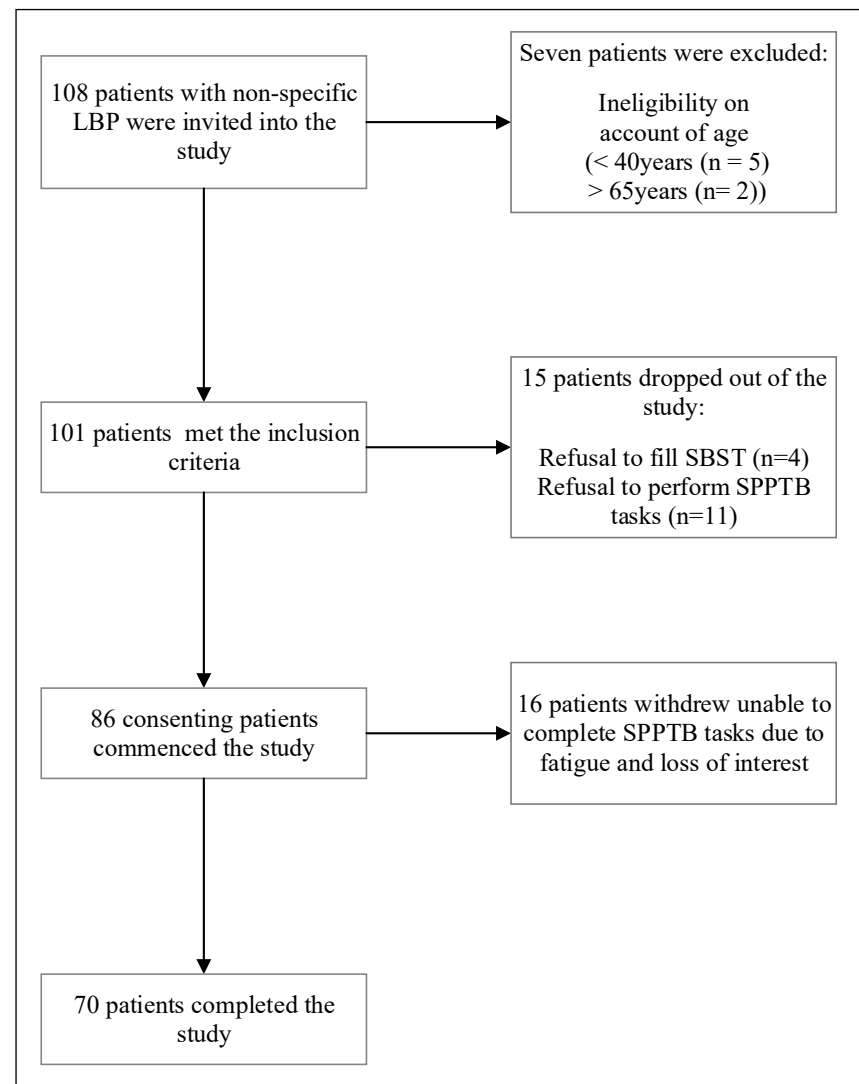 108 patients with non-specific
LBP were invited into the
study
Seven patients were excluded:
Ineligibility on
account of age
(< 40years (n = 5)
> 65years (n= 2))
101 patients  met the inclusion
criteria
15 patients dropped out of the
study:
Refusal to fill SBST (n=4)
Refusal to perform SPPTB
tasks (n=11)
86 consenting patients
commenced the study
16 patients withdrew unable to
complete SPPTB tasks due to
fatigue and loss of interest
70 patients completed the
study